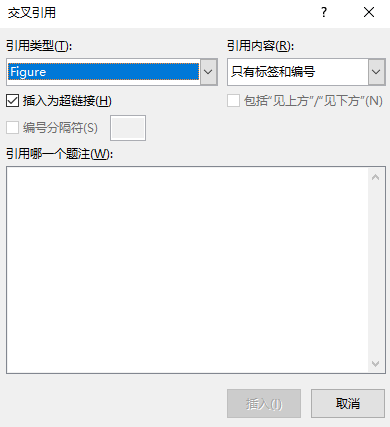 交叉引用
?
引用类型(T):
引用内容(R):
Figure
只有标签和编号
插入为超链接(H)
包括“见上方”/“见下方”(N)
编号分隔符(S)
引用哪一个题注(W):
插入(I)
取消